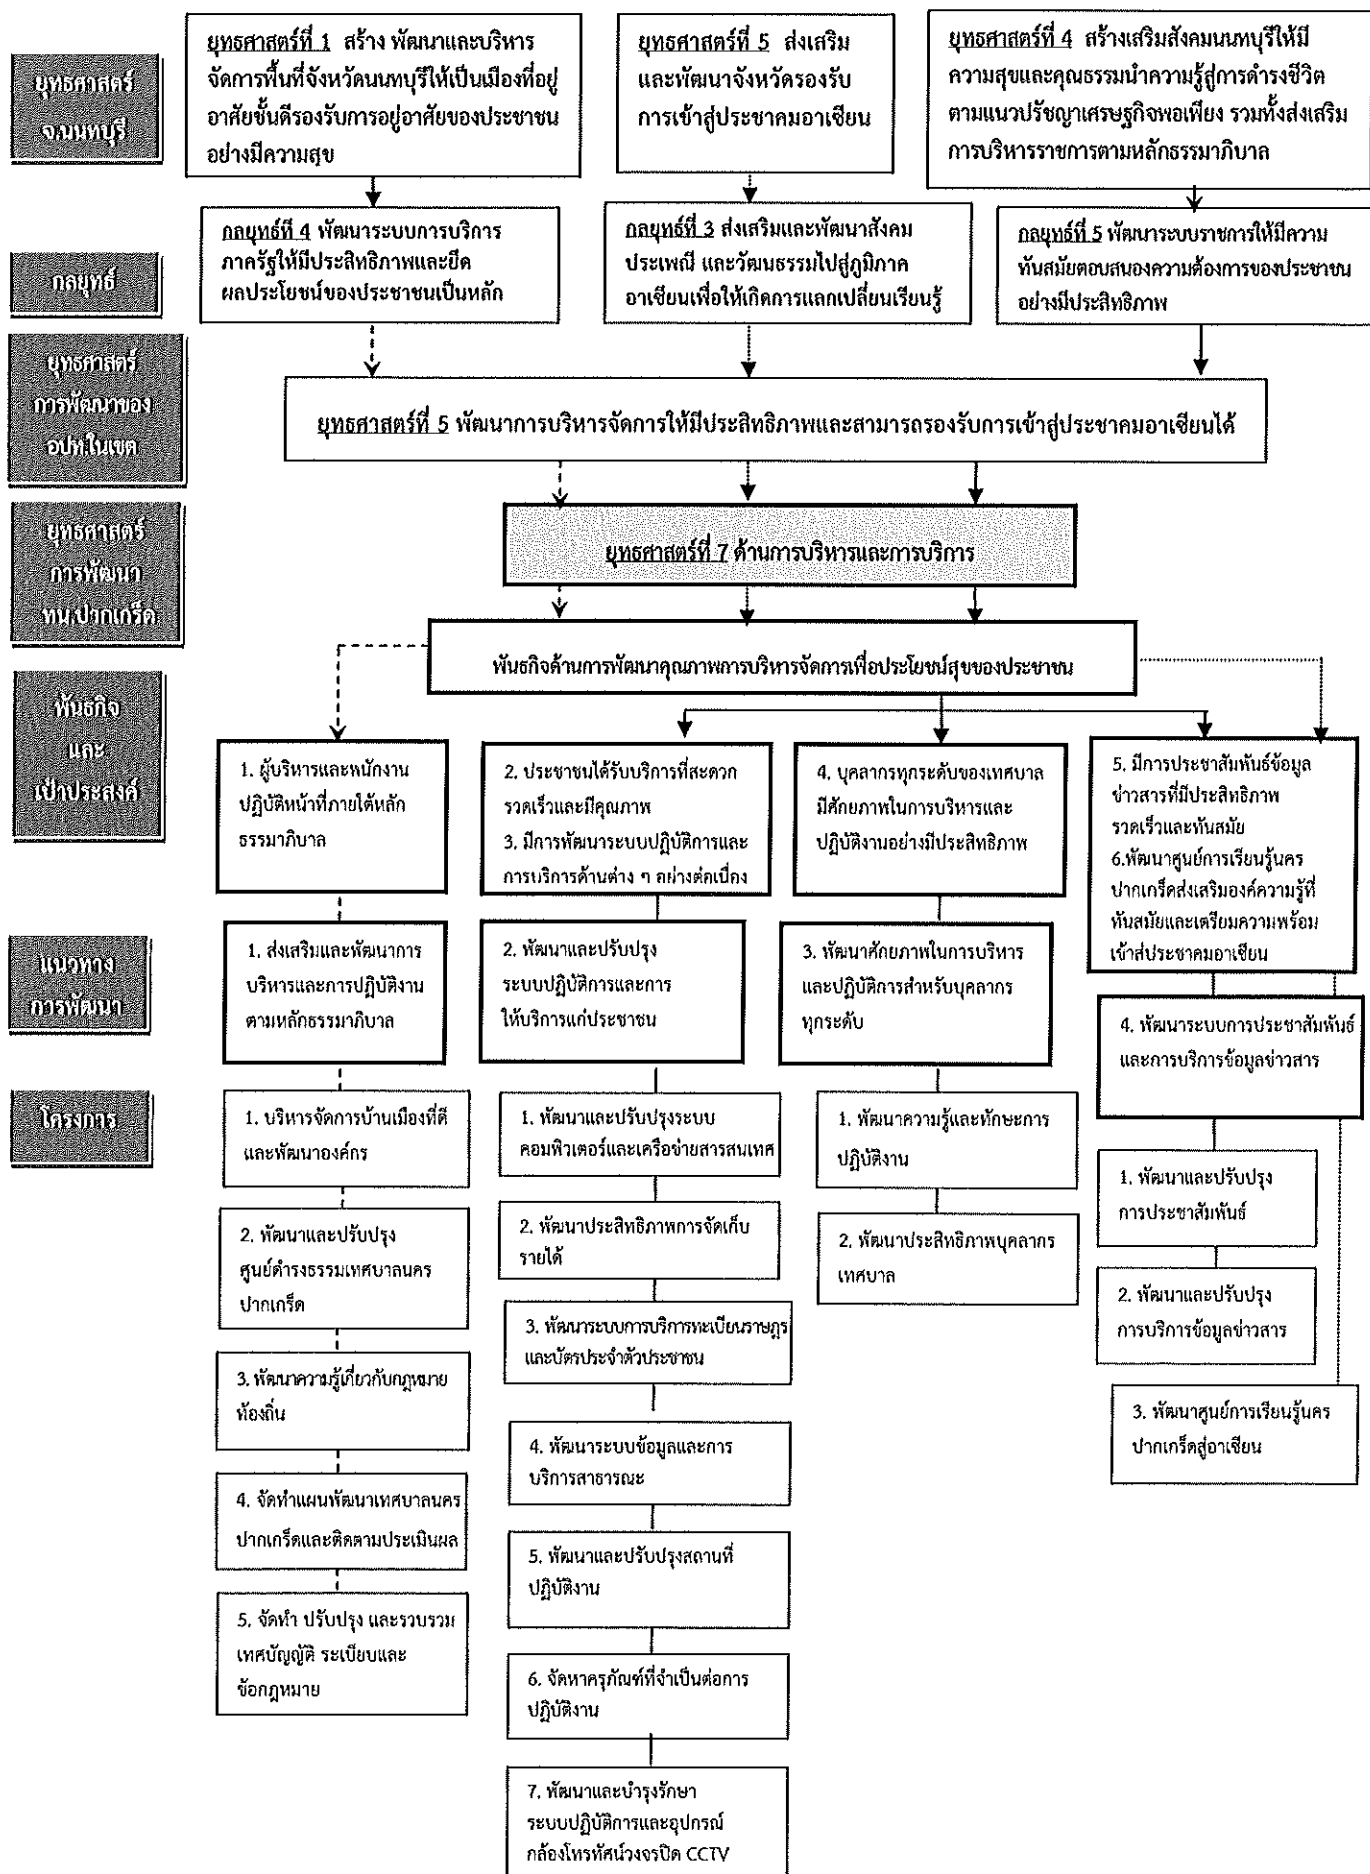 ยุทธศาสตร์
จ.นนทบุรี
ยุทธศาสตร์ที่ 1 สร้าง พัฒนาและบริหาร
จัดการพื้นที่จังหวัดนนทบุรีให้เป็นเมืองที่อยู่
อาศัยชั้นดีรองรับการอยู่อาศัยของประชาชน
อย่างมีความสุข
ยุทธศาสตร์ที่ 5 ส่งเสริม
และพัฒนาจังหวัดรองรับ
การเข้าสู่ประชาคมอาเซียน
ยุทธศาสตร์ที่ 4 สร้างเสริมสังคมนนทบุรีให้มี
ความสุขและคุณธรรมนำความรู้สู่การดำรงชีวิต
ตามแนวปรัชญาเศรษฐกิจพอเพียง รวมทั้งส่งเสริม
การบริหารราชการตามหลักธรรมาภิบาล
กลยุทธ์
กลยุทธ์ที่ 4 พัฒนาระบบการบริการ
ภาครัฐให้มีประสิทธิภาพและยึด
ผลประโยชน์ของประชาชนเป็นหลัก
กลยุทธ์ที่ 3 ส่งเสริมและพัฒนาสังคม
ประเพณี และวัฒนธรรมไปสู่ภูมิภาค
อาเซียนเพื่อให้เกิดการแลกเปลี่ยนเรียนรู้
กลยุทธ์ที่ 5 พัฒนาระบบราชการให้มีความ
ทันสมัยตอบสนองความต้องการของประชาชน
อย่างมีประสิทธิภาพ
ยุทธศาสตร์
การพัฒนาของ
อปท.ในเขต
ยุทธศาสตร์ที่ 5 พัฒนาการบริหารจัดการให้มีประสิทธิภาพและสามารถรองรับการเข้าสู่ประชาคมอาเซียนได้
ยุทธศาสตร์
การพัฒนา
ทน.ปากเกร็ด
ยุทธศาสตร์ที่ 7 ด้านการบริหารและการบริการ
พันธกิจ
และ
เป้าประสงค์
พันธกิจด้านการพัฒนาคุณภาพการบริหารจัดการเพื่อประโยชน์สุขของประชาชน
1. ผู้บริหารและพนักงาน
ปฏิบัติหน้าที่ภายใต้หลัก
ธรรมาภิบาล
2. ประชาชนได้รับบริการที่สะดวก
รวดเร็วและมีคุณภาพ
3. มีการพัฒนาระบบปฏิบัติการและ
การบริการด้านต่าง ๆ อย่างต่อเนื่อง
4. บุคลากรทุกระดับของเทศบาล
มีศักยภาพในการบริหารและ
ปฏิบัติงานอย่างมีประสิทธิภาพ
5. มีการประชาสัมพันธ์ข้อมูล
ข่าวสารที่มีประสิทธิภาพ
รวดเร็วและทันสมัย
6.พัฒนาศูนย์การเรียนรู้นคร
ปากเกร็ดส่งเสริมองค์ความรู้ที่
ทันสมัยและเตรียมความพร้อม
เข้าสู่ประชาคมอาเซียน
แนวทาง
การพัฒนา
1. ส่งเสริมและพัฒนาการ
บริหารและการปฏิบัติงาน
ตามหลักธรรมาภิบาล
2. พัฒนาและปรับปรุง
ระบบปฏิบัติการและการ
ให้บริการแก่ประชาชน
3. พัฒนาศักยภาพในการบริหาร
และปฏิบัติการสำหรับบุคลากร
ทุกระดับ
4. พัฒนาระบบการประชาสัมพันธ์
และการบริการข้อมูลข่าวสาร
โครงการ
1. บริหารจัดการบ้านเมืองที่ดี
และพัฒนาองค์กร
2. พัฒนาและปรับปรุง
ศูนย์ดำรงธรรมเทศบาลนคร
ปากเกร็ด
3. พัฒนาความรู้เกี่ยวกับกฎหมาย
ท้องถิ่น
4. จัดทำแผนพัฒนาเทศบาลนคร
ปากเกร็ดและติดตามประเมินผล
5. จัดทำ ปรับปรุง และรวบรวม
เทศบัญญัติ ระเบียบและ
ข้อกฎหมาย
1. พัฒนาและปรับปรุงระบบ
คอมพิวเตอร์และเครือข่ายสารสนเทศ
2. พัฒนาประสิทธิภาพการจัดเก็บ
รายได้
3. พัฒนาระบบการบริการทะเบียนราษฎร
และบัตรประจำตัวประชาชน
4. พัฒนาระบบข้อมูลและการ
บริการสาธารณะ
5. พัฒนาและปรับปรุงสถานที่
ปฏิบัติงาน
6. จัดหาครุภัณฑ์ที่จำเป็นต่อการ
ปฏิบัติงาน
7. พัฒนาและบำรุงรักษา
ระบบปฏิบัติการและอุปกรณ์
กล้องโทรทัศน์วงจรปิด CCTV
1. พัฒนาความรู้และทักษะการ
ปฏิบัติงาน
2. พัฒนาประสิทธิภาพบุคลากร
เทศบาล
1. พัฒนาและปรับปรุง
การประชาสัมพันธ์
2. พัฒนาและปรับปรุง
การบริการข้อมูลข่าวสาร
3. พัฒนาศูนย์การเรียนรู้นคร
ปากเกร็ดสู่อาเซียน